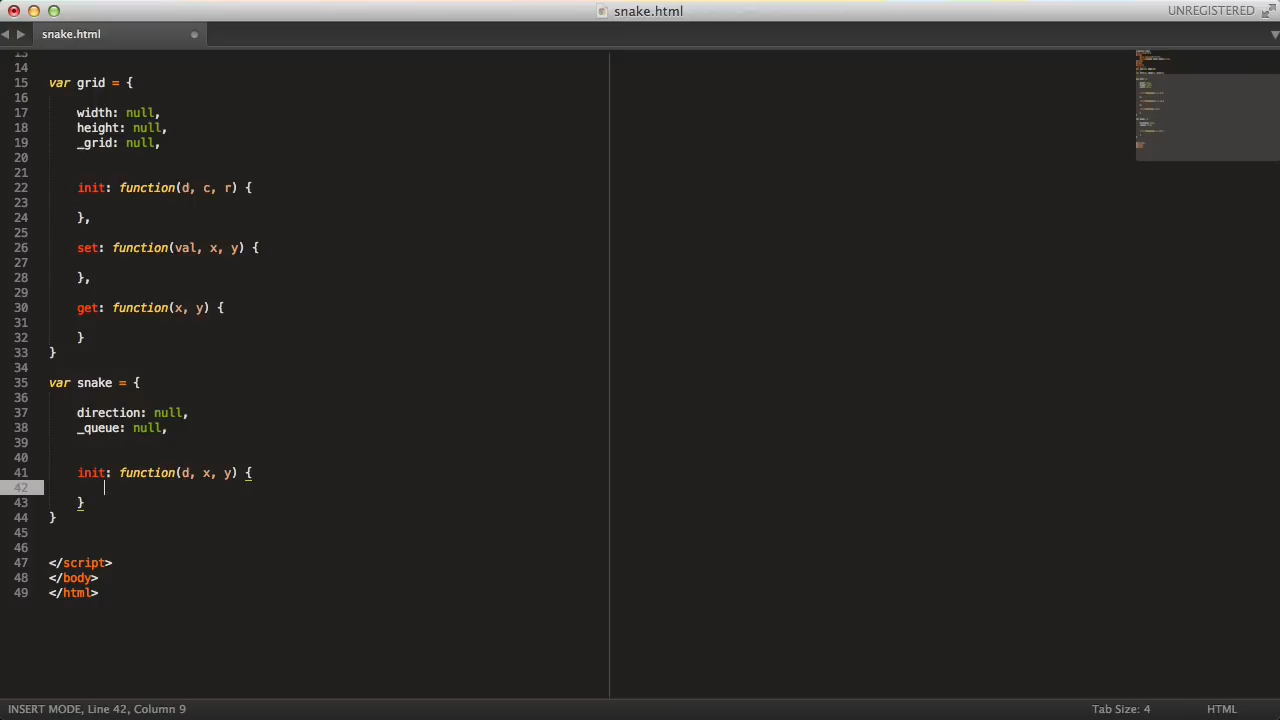 snake.html
UNREGISTERED
snake.html
13
14
15 var grid = {
16
17 width: null,
18 height: null,
19 _grid: null,
20
21
22 init: function(d, c, r) {
23
24 },
25
26 set: function(val, x, y) {
27
28 },
29
30 get: function(x, y) {
31
32 }
33 }
34
35 var snake = {
36
37 direction: null,
38 _queue: null,
39
40
41 init: function(d, x, y) {
42
43 }
44 }
45
46
47 </script>
48 </body>
49 </html>
INSERT MODE, Line 42, Column 9
Tab Size: 4
HTML